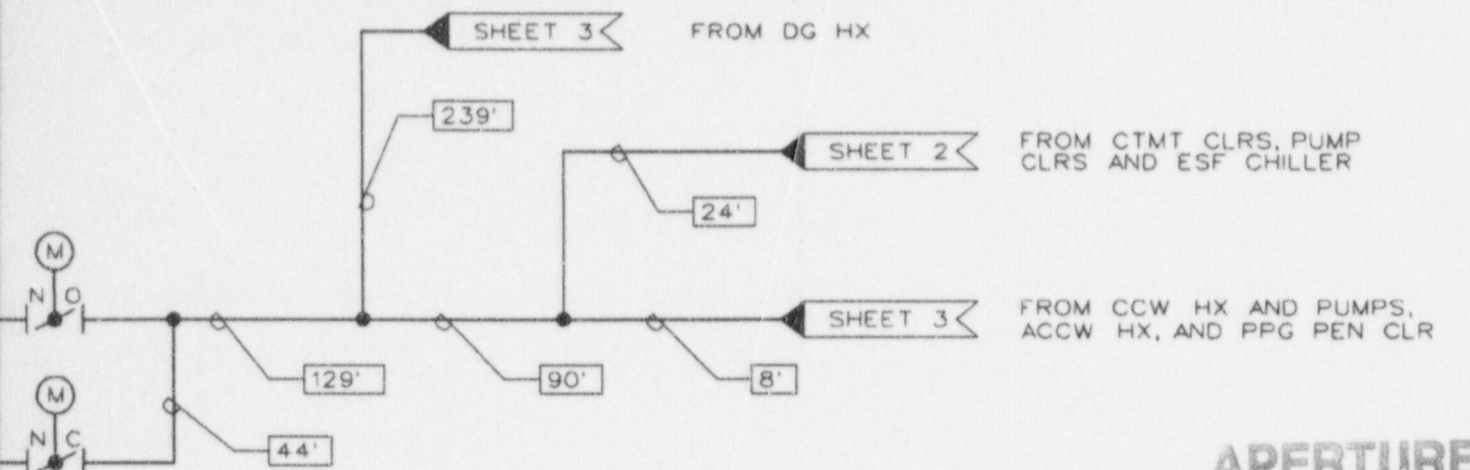 SHEET 3
FROM DG HX
239'
SHEET 2
FROM CTMT CLRS, PUMP
CLRS AND ESF CHILLER
24'
M
N O
SHEET 3
FROM CCW HX AND PUMPS,
ACCW HX, AND PPG PEN CLR
129'
90'
8'
M
N C
44'
APERTURE